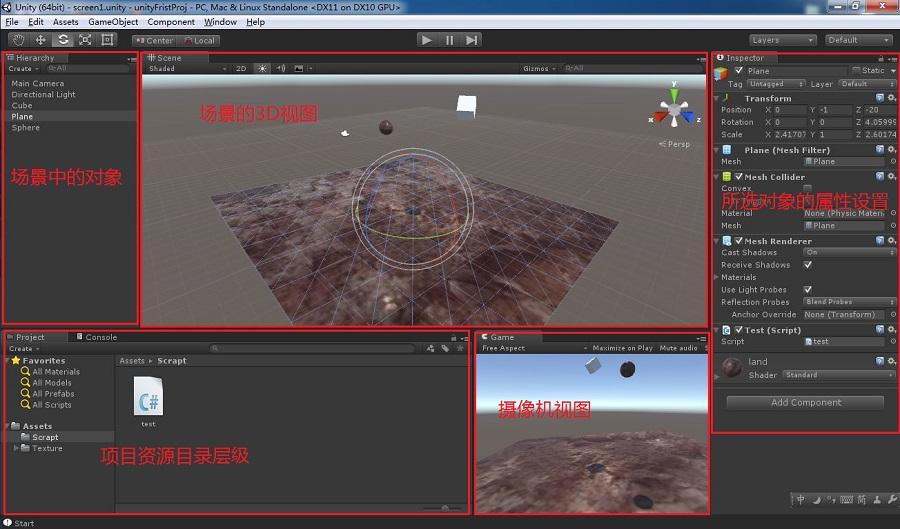 Unity (64bit) - screen1.unity - unityFristProj - PC, Mac & Linux Standalone <DX11 on DX10 GPU>
File Edit Assets GameObject Component Window Help
Center Local Layers Default
Hierarchy
Create All
Main Camera
Directional Light
Cube
Plane
Sphere
场景中的对象
Scene
Shaded 2D Gizmos All
场景的3D视图
y
x z
Persp
Inspector
Plane Static
Tag Untagged Layer Default
Transform
Position X 0 Y -1 Z -20
Rotation X 0 Y 0 Z 4.05999
Scale X 2.41707 Y 1 Z 2.60174
Plane (Mesh Filter)
Mesh Plane
Mesh Collider
Convex
所选对象的属性设置
Material None (Physic Materi
Mesh Plane
Mesh Renderer
Cast Shadows On
Receive Shadows
Materials
Use Light Probes
Reflection Probes Blend Probes
Anchor Override None (Transform)
Test (Script)
Script test
land
Shader Standard
Add Component
Project Console
Create
Favorites
All Materials
All Models
All Prefabs
All Scripts
Assets
Scrapt
Texture
Assets Scrapt
C#
test
项目资源目录层级
Game
Free Aspect Maximize on Play Mute audio S
摄像机视图
中 简
Start